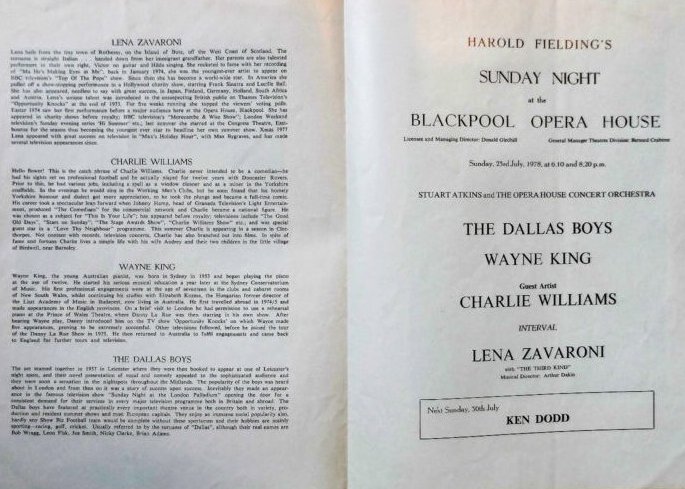 LENA ZAVARONI
Lena hails from the tiny town of Rothesay, on the Island of Bute, off the West Coast of Scotland. The
surname is straight Italian . . . handed down from her immigrant grandfather. Her parents are also talented
performers in their own right, Victor on guitar and Hilda singing. She rocketed to fame with her recording
of "Ma He's Making Eyes at Me", back in January 1974, she was the youngest-ever artiste to appear on
BBC television's "Top Of The Pops" show. Since then she has become a world-wide star. In America she
pulled off a show-stopping performance to a Hollywood charity show, starring Frank Sinatra and Lucille Ball.
She has also appeared, needless to say with great success, in Japan, Finland, Germany, Holland, South Africa
and Austria. Lena's unique talent was introduced to the unsuspecting British public on Thames Television's
"Opportunity Knocks" at the end of 1973. For five weeks running she topped the viewers' voting polls.
Easter 1974 saw her first performance before a major audience here at the Opera House, Blackpool. She has
appeared in charity shows before royalty; BBC television's "Morecambe & Wise Show"; London Weekend
television's Sunday evening series "Hi Summer" etc.; last summer she starred at the Congress Theatre, East-
bourne for the season thus becoming the youngest ever star to headline her own summer show. Xmas 1977
Lena appeared with great success on television in "Max's Holiday Hour", with Max Bygraves, and has made
several television appearances since.
CHARLIE WILLIAMS
Hello flower! This is the catch phrase of Charlie Williams. Charlie never intended to be a comedian—he
had his sights set on professional football and he actually played for twelve years with Doncaster Rovers.
Prior to this, he had various jobs, including a spell as a window cleaner and as a miner in the Yorkshire
coalfields. In the evenings he would sing in the Working Men's Clubs, but he soon found that his homely
Yorkshire humour and dialect got more appreciation, so he took the plunge and became a full-time comic.
His career took a spectacular leap forward when Johnny Hamp, head of Granada Television's Light Entertain-
ment, produced "The Comedians" for the commercial network and Charlie became a national figure. He
was chosen as a subject for "This Is Your Life"; has appeared before royalty; televisions include "The Good
Old Days", "Stars on Sunday", "The Stage Awards Show", "Charlie Williams Show" etc.; and was special
guest star in a "Love Thy Neighbour" programme. This summer Charlie is appearing in a season in Clee-
thorpes. Not content with records, television concerts, Charlie has also branched out into films. In spite of
fame and fortune Charlie lives a simple life with his wife Audrey and their two children in the little village
of Birdwell, near Barnsley.
WAYNE KING
Wayne King, the young Australian pianist, was born in Sydney in 1953 and began playing the piano
at the age of twelve. He started his serious musical education a year later at the Sydney Conservatorium
of Music. His first professional engagements were at the age of seventeen in the clubs and cabaret rooms
of New South Wales, whilst continuing his studies with Elizabeth Kozma, the Hungarian former director of
the Liszt Academy of Music in Budapest, now living in Australia. He first travelled abroad in 1974/5 and
made appearances in the English provinces. On a brief visit to London he had permission to use a rehearsal
room at the Prince of Wales Theatre, where Danny La Rue was then starring in his own show. After
hearing Wayne play, Danny introduced him on the TV show 'Opportunity Knocks' on which Wayne made
five appearances, proving to be extremely successful. Other televisions followed, before he joined the tour
of the Danny La Rue Show in 1975. He then returned to Australia to fulfil engagements and came back
to England for further tours and television.
THE DALLAS BOYS
The act teamed together in 1957 in Leicester where they were then booked to appear at one of Leicester's
night spots, and their novel presentation of vocal and comedy appealed to the sophisticated audience and
they were soon a sensation in the nightspots throughout the Midlands. The popularity of the boys was heard
about in London and from then on it was a story of success upon success. Inevitably they made an appear-
ance in the famous television show "Sunday Night at the London Palladium" opening the door for a
consistent demand for their services in every major television programme both in Britain and abroad. The
Dallas Boys have featured at practically every important theatre venue in the country both in variety, pro-
duction and resident summer shows and most European capitals. They enjoy an immense social popularity also,
hardly any Show Biz Football team would be complete without these sportsmen and their hobbies are mainly
sporting—racing, golf, cricket. Usually referred to by the surname of "Dallas", although their real names are
Bob Wragg, Leon Fisk, Joe Smith, Nicky Clarke, Brian Adams.
HAROLD FIELDING'S
SUNDAY NIGHT
at the
BLACKPOOL OPERA HOUSE
Licensee and Managing Director: Donald Gledhill General Manager Theatres Division: Bernard Crabtree
Sunday, 23rd July, 1978, at 6.10 and 8.20 p.m.
STUART ATKINS and THE OPERA HOUSE CONCERT ORCHESTRA
THE DALLAS BOYS
WAYNE KING
Guest Artist
CHARLIE WILLIAMS
INTERVAL
LENA ZAVARONI
with "THE THIRD KIND"
Musical Director: Arthur Dakin
Next Sunday, 30th July
KEN DODD